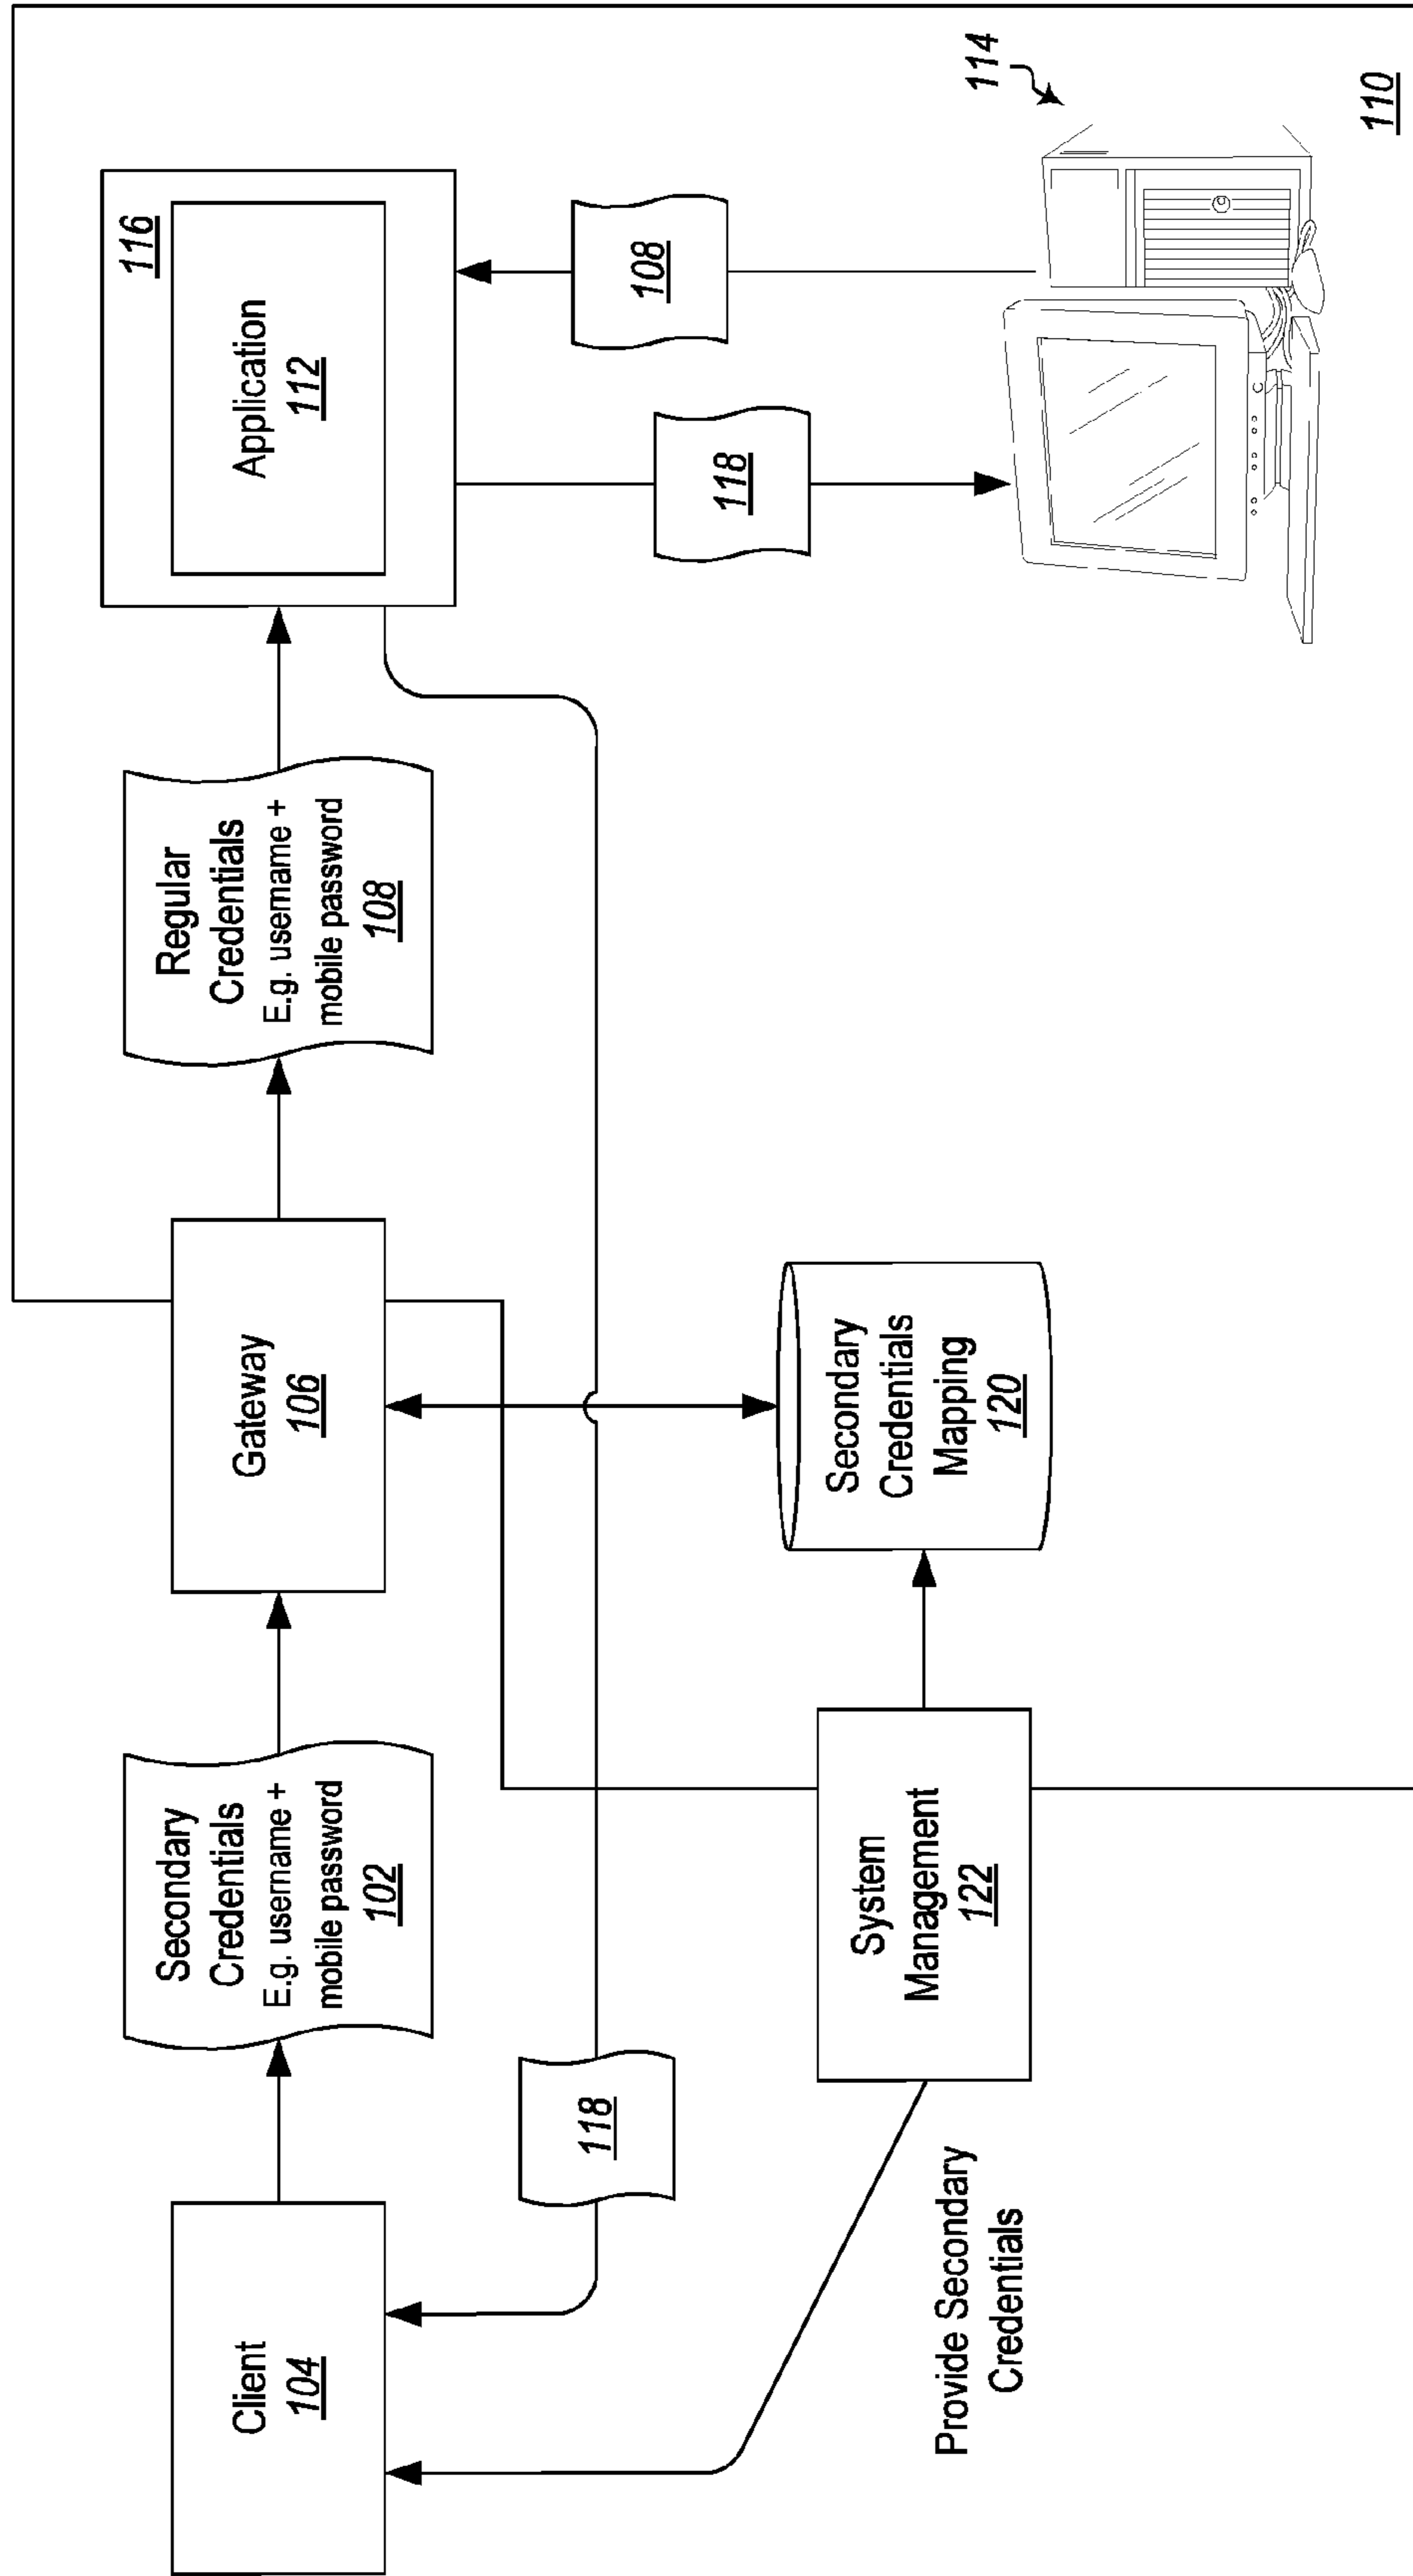 116
Application
112
114
108
118
110
Regular
Credentials
E.g. username +
mobile password
108
Gateway
106
Secondary
Credentials
Mapping
120
Secondary
Credentials
E.g. username +
mobile password
102
System
Management
122
118
Client
104
Provide Secondary
Credentials